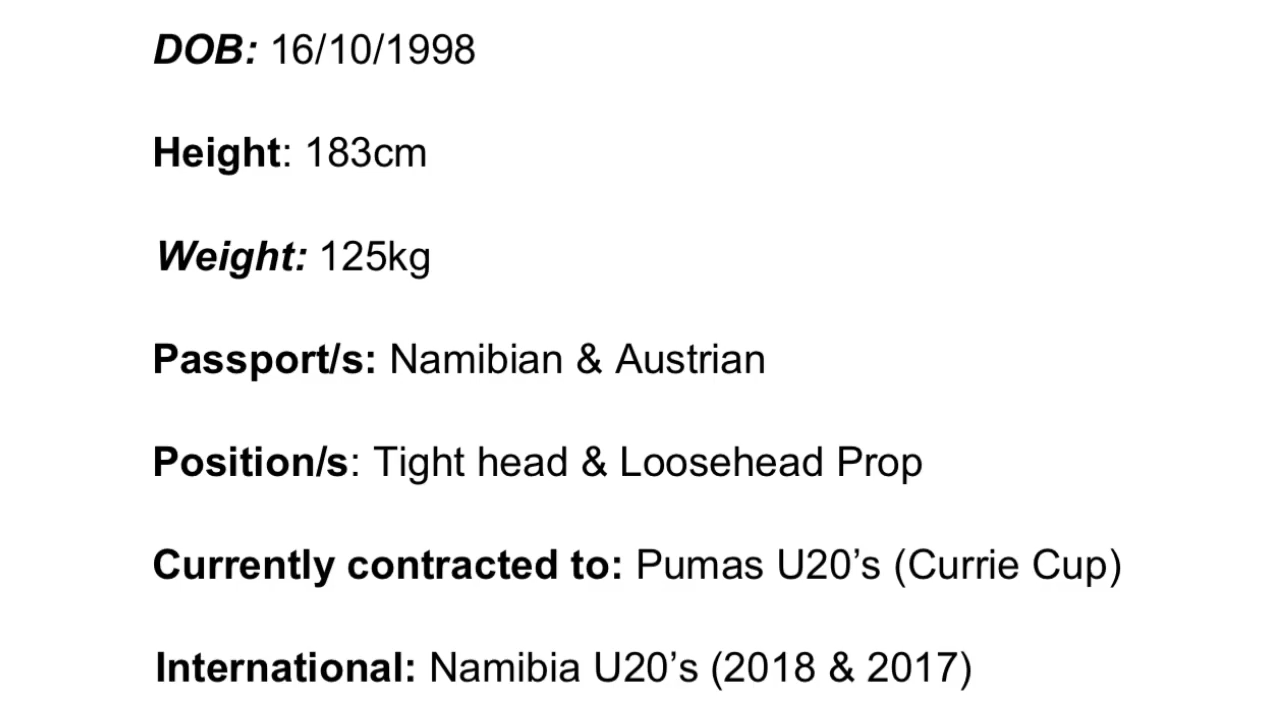 DOB: 16/10/1998
Height: 183cm
Weight: 125kg
Passport/s: Namibian & Austrian
Position/s: Tight head & Loosehead Prop
Currently contracted to: Pumas U20’s (Currie Cup)
International: Namibia U20’s (2018 & 2017)